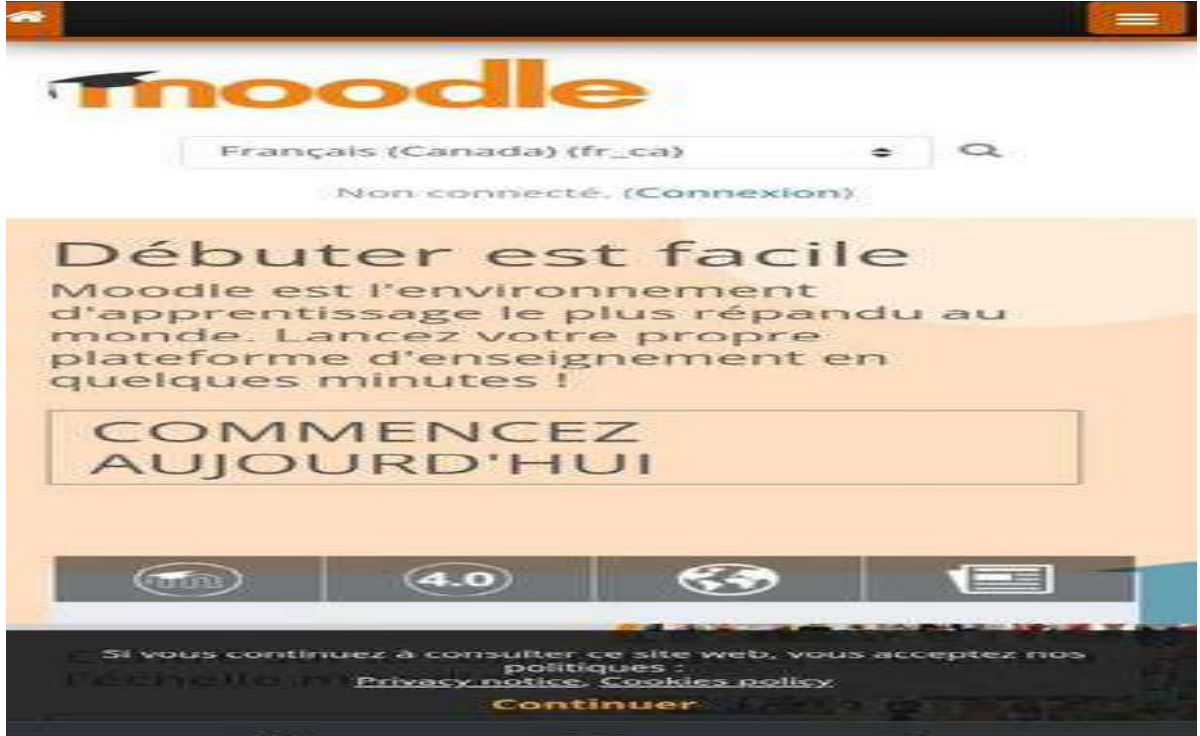 moodle
Français (Canada) (fr_ca)
Non connecté. (Connexion)
Débuter est facile
Moodle est l'environnement
d'apprentissage le plus répandu au
monde. Lancez votre propre
plateforme d'enseignement en
quelques minutes !
COMMENCEZ
AUJOURD'HUI
4.0
Si vous continuez à consulter ce site web, vous acceptez nos
politiques :
Privacy notice, Cookies policy
Continuer